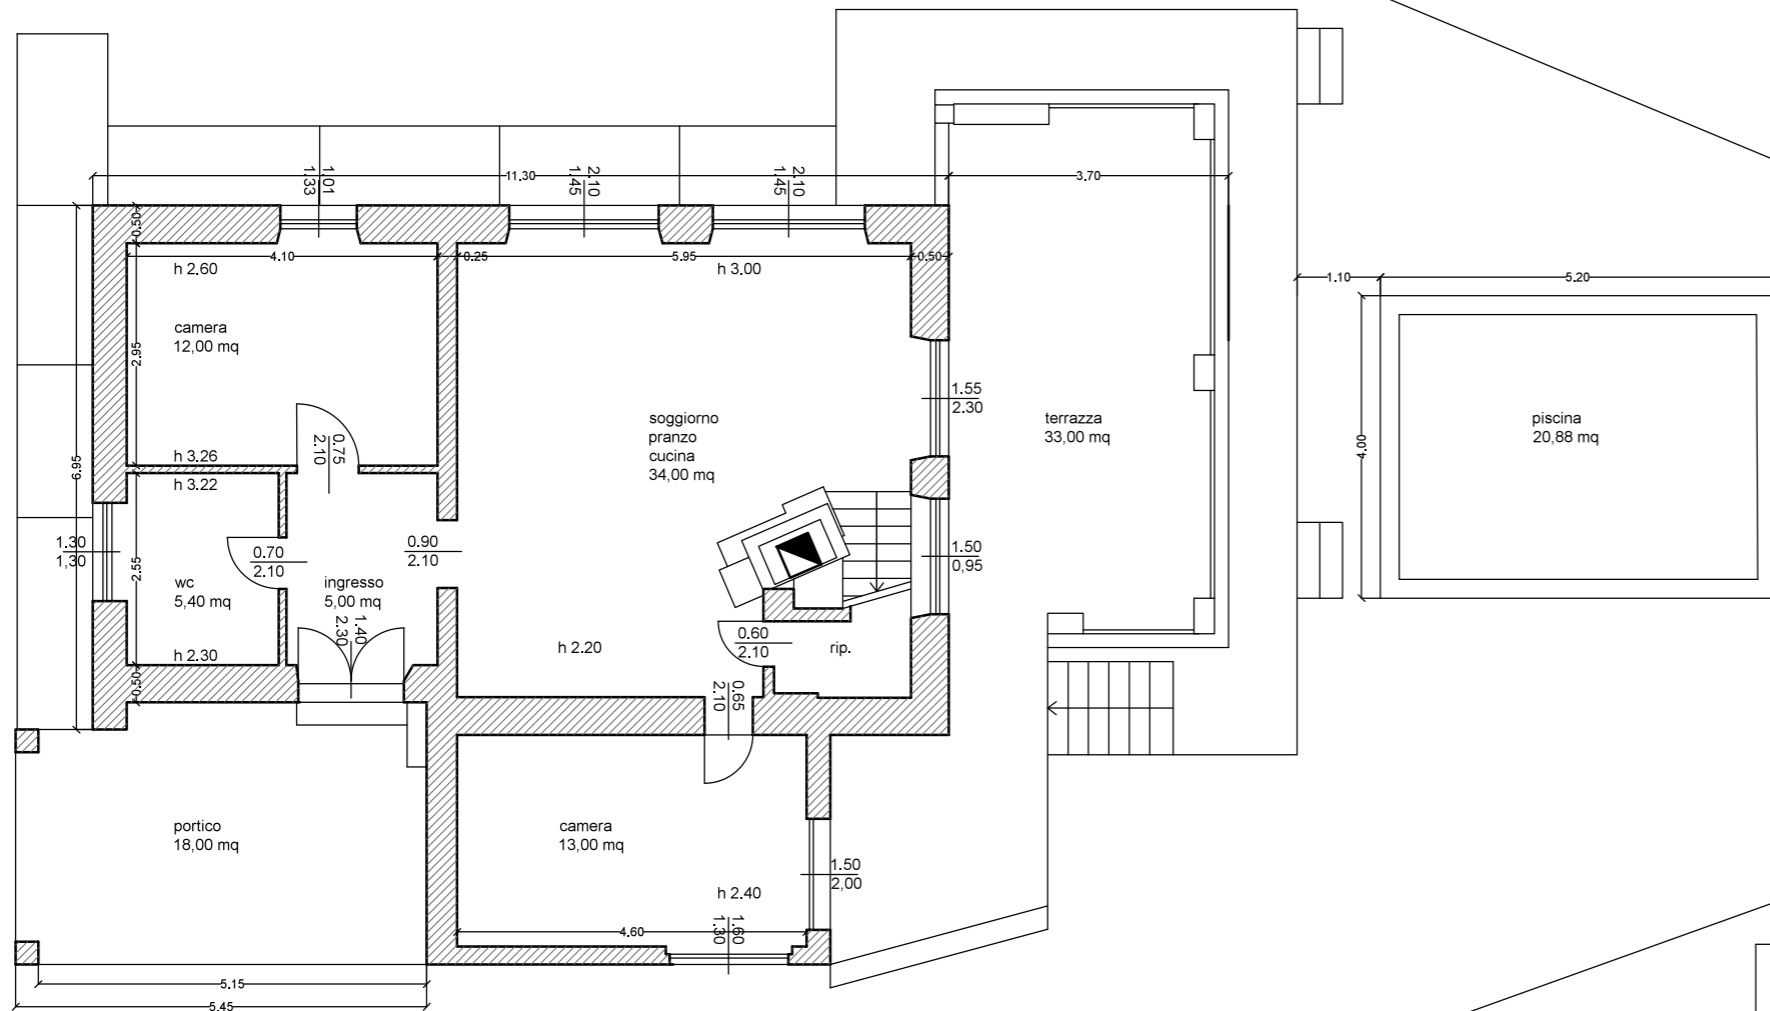 1.01
1.33
11.30
2.10
1.45
2.10
1.45
3.70
0.50
4.10
0.25
5.95
0.50
h 2.60
h 3.00
1.10
5.20
camera
12,00 mq
2.95
1.55
2.30
soggiorno
pranzo
cucina
34,00 mq
terrazza
33,00 mq
piscina
20,88 mq
4.00
h 3.26
0.75
2.10
6.95
h 3.22
1.30
1,30
2.55
0.70
2.10
0.90
2.10
1.50
0,95
wc
5,40 mq
ingresso
5,00 mq
1.40
2.30
h 2.30
h 2.20
0.60
2.10
rip.
0.50
0.65
2.10
portico
18,00 mq
camera
13,00 mq
1.50
2,00
h 2.40
4.60
1.60
1.30
5.15
5.45